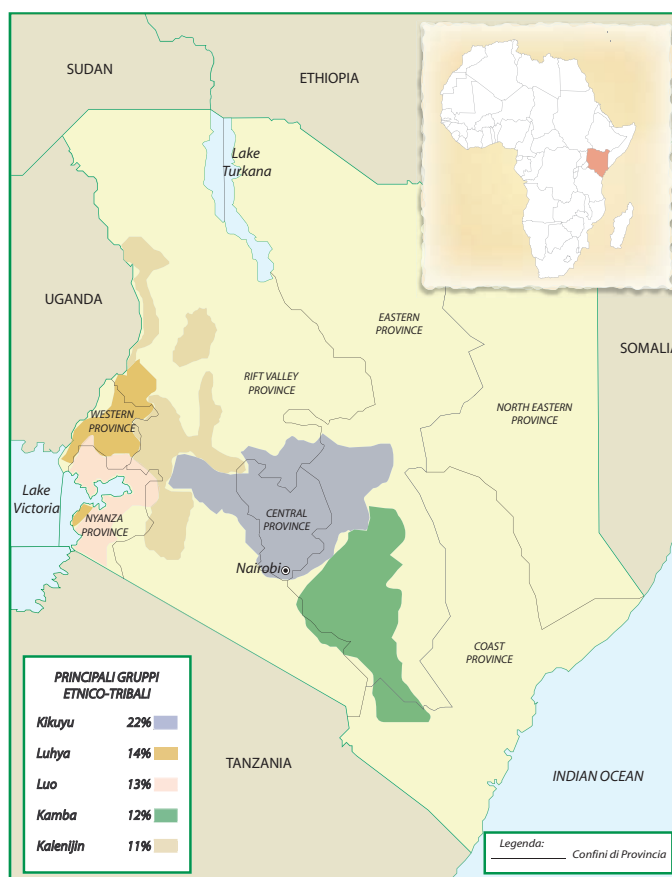 SUDAN
ETHIOPIA
Lake
Turkana
UGANDA
EASTERN
PROVINCE
SOMALIA
RIFT VALLEY
PROVINCE
NORTH EASTERN
PROVINCE
WESTERN
PROVINCE
Lake
Victoria
NYANZA
PROVINCE
CENTRAL
PROVINCE
Nairobi
COAST
PROVINCE
TANZANIA
INDIAN OCEAN
PRINCIPALI GRUPPI
ETNICO-TRIBALI
Kikuyu 22%
Luhya 14%
Luo 13%
Kamba 12%
Kalenijin 11%
Legenda:
Confini di Provincia